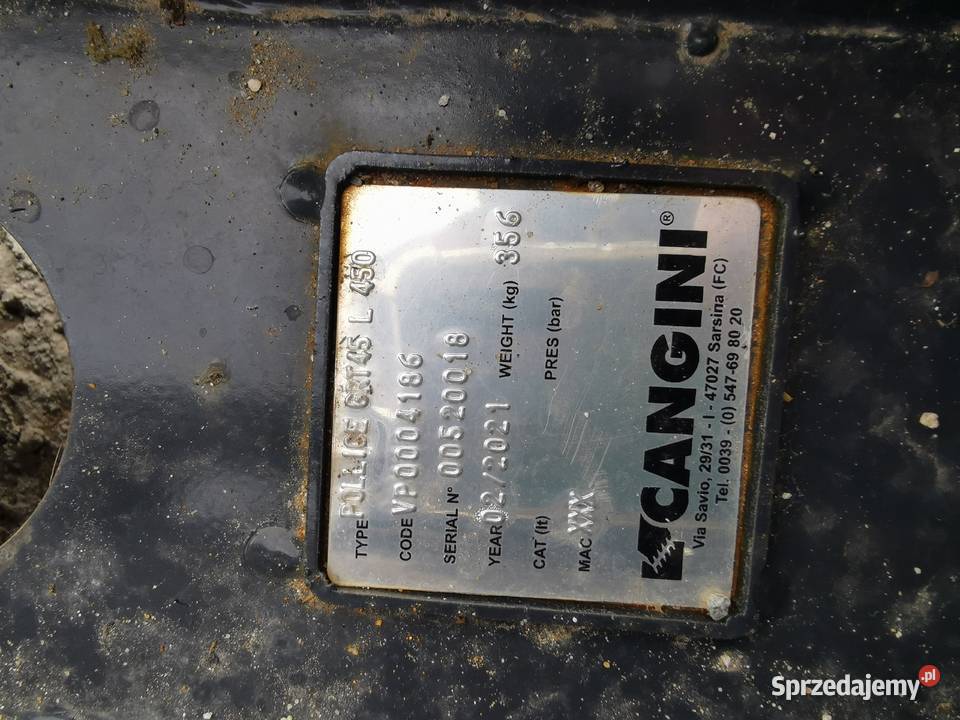 TYPE POLLICE CAT45 L 450
CODE VP0004186
SERIAL N° 00520018
YEAR 02/2021 WEIGHT (kg) 356
CAT (lt) PRES (bar)
MAC XXX
CANGINI®
Via Savio, 29/31 - I - 47027 Sarsina (FC)
Tel. 0039 - (0) 547-69 80 20
Sprzedajemy.pl